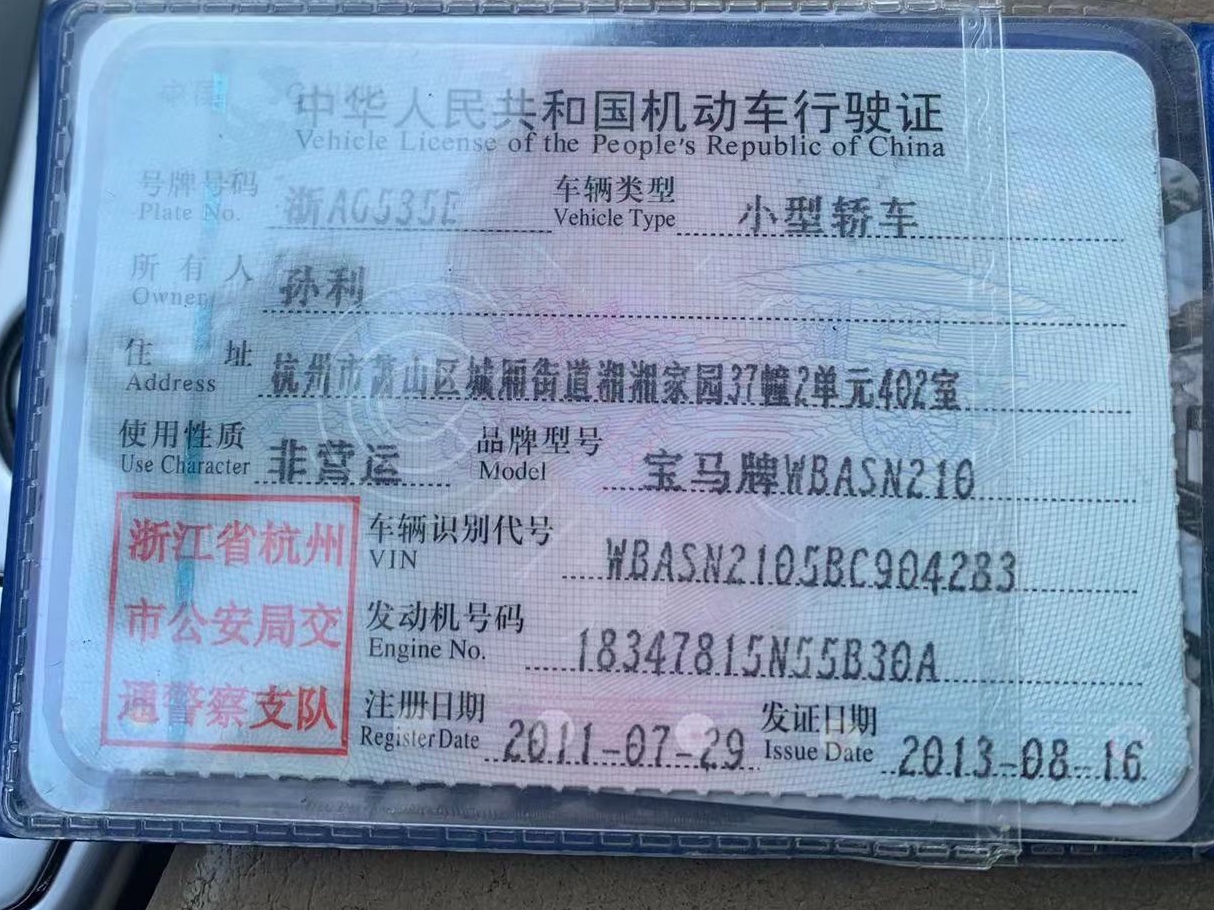 中华人民共和国机动车行驶证
Vehicle License of the People's Republic of China
号牌号码 浙AG535E 车辆类型 小型轿车
Plate No. Vehicle Type
所有人 孙利
Owner
住址 杭州市萧山区城厢街道湖湘家园37幢2单元402室
Address
使用性质 非营运 品牌型号 宝马牌WBASN210
Use Character Model
浙江省杭州
市公安局交
通警察支队
车辆识别代号 WBASN2105BC904283
VIN
发动机号码 18347815N55B30A
Engine No.
注册日期 2011-07-29 发证日期 2013-08-16
Register Date Issue Date